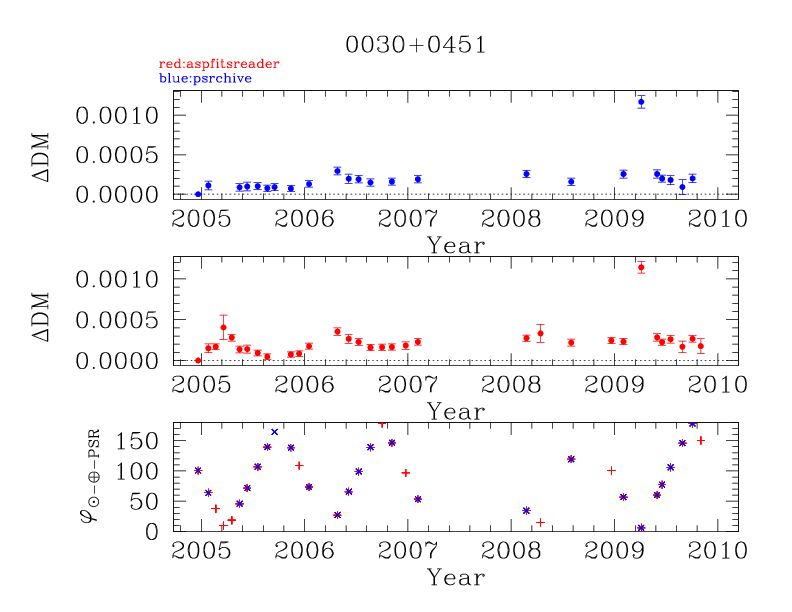 0030+0451
red:aspfitsreader
blue:psrchive
0.0010
0.0005
0.0000
ΔDM
2005 2006 2007 2008 2009 2010
Year
0.0010
0.0005
0.0000
ΔDM
2005 2006 2007 2008 2009 2010
Year
150
100
50
0
φ⊙−⊕−PSR
2005 2006 2007 2008 2009 2010
Year